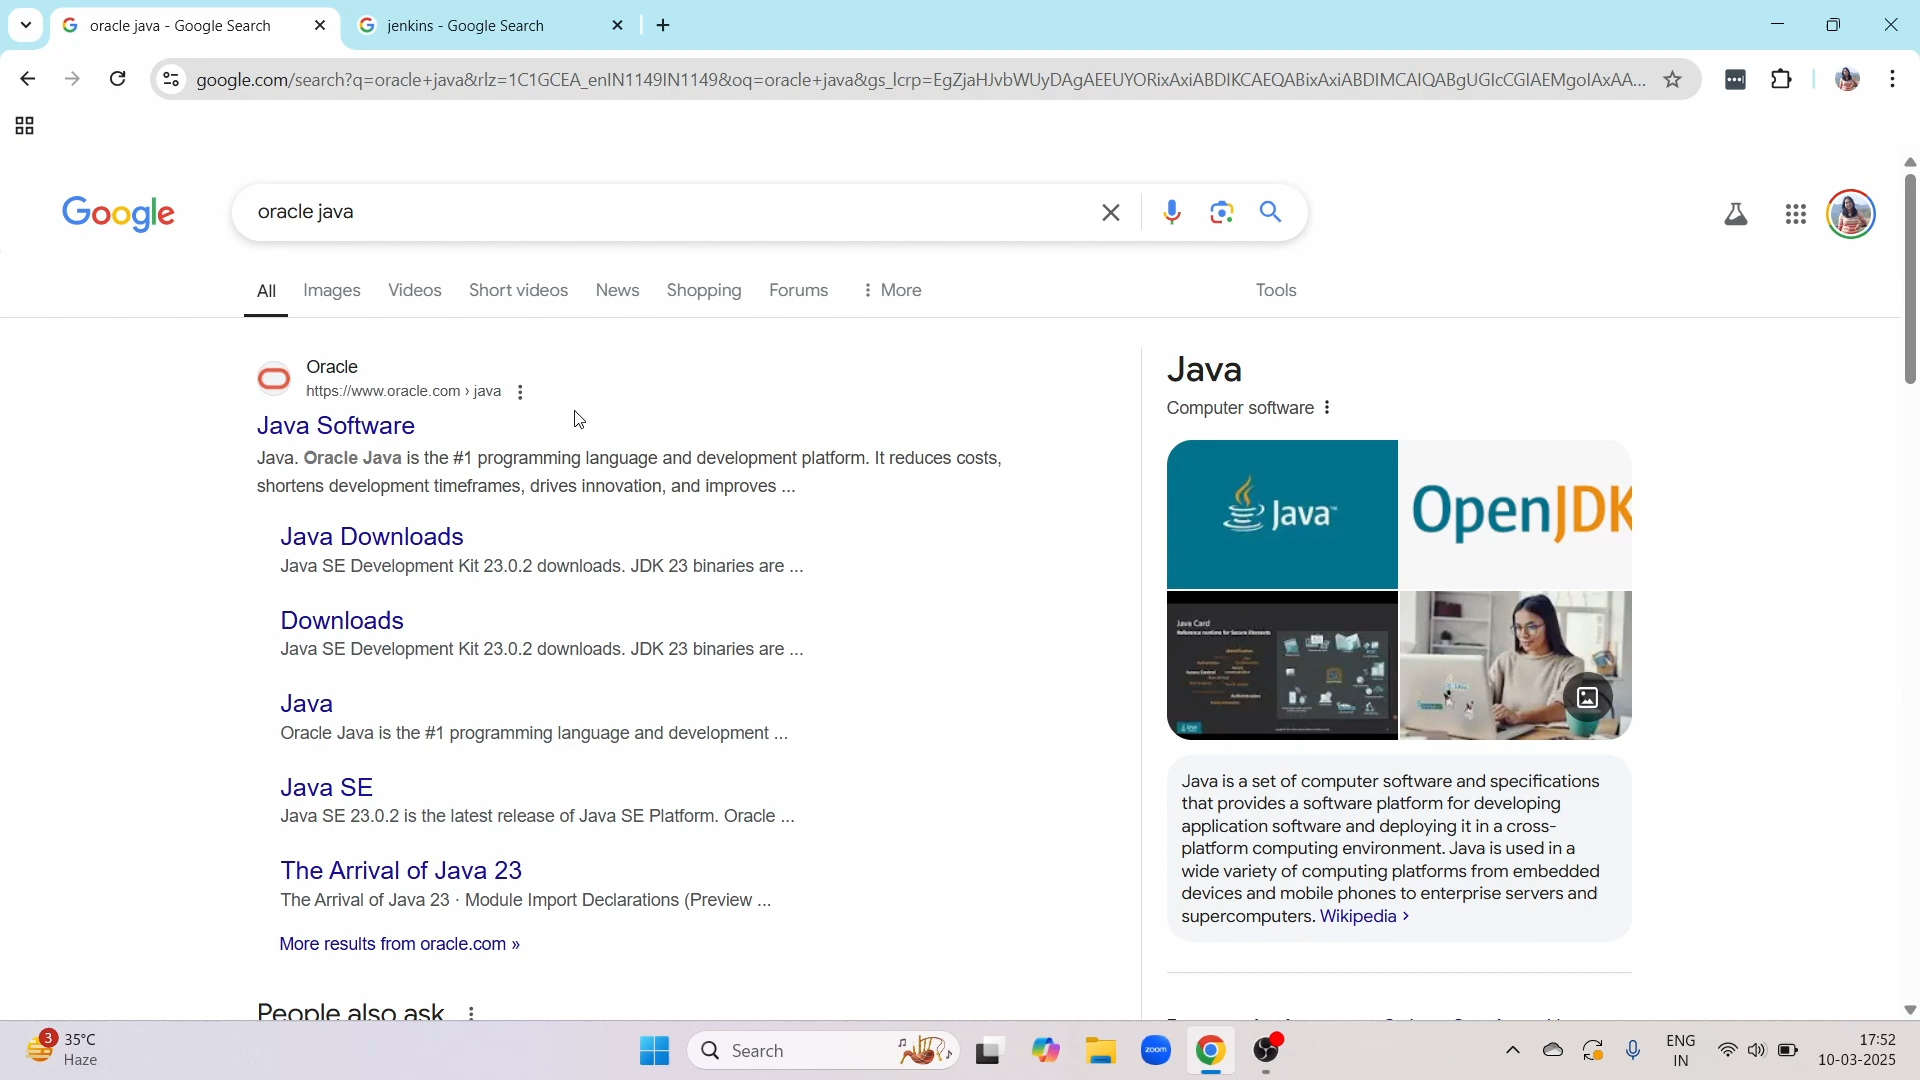 oracle java - Google Search
jenkins - Google Search
google.com/search?q=oracle+java&rlz=1C1GCEA_enIN1149IN1149&oq=oracle+java&gs_lcrp=EgZjaHJvbWUyDAgAEEUYORixAxiABDIKCAEQABixAxiABDIMCAIQABgUGIcCGIAEMgoIAxAA...
Google
oracle java
All
Images
Videos
Short videos
News
Shopping
Forums
More
Tools
Oracle
https://www.oracle.com › java
Java Software
Java. Oracle Java is the #1 programming language and development platform. It reduces costs,
shortens development timeframes, drives innovation, and improves ...
Java Downloads
Java SE Development Kit 23.0.2 downloads. JDK 23 binaries are ...
Downloads
Java SE Development Kit 23.0.2 downloads. JDK 23 binaries are ...
Java
Oracle Java is the #1 programming language and development ...
Java SE
Java SE 23.0.2 is the latest release of Java SE Platform. Oracle ...
The Arrival of Java 23
The Arrival of Java 23 · Module Import Declarations (Preview ...
More results from oracle.com »
People also ask
Java
Computer software
Java
OpenJDK
Java Card
Java is a set of computer software and specifications
that provides a software platform for developing
application software and deploying it in a cross-
platform computing environment. Java is used in a
wide variety of computing platforms from embedded
devices and mobile phones to enterprise servers and
supercomputers. Wikipedia ›
3
35°C
Haze
Search
zoom
ENG
IN
17:52
10-03-2025